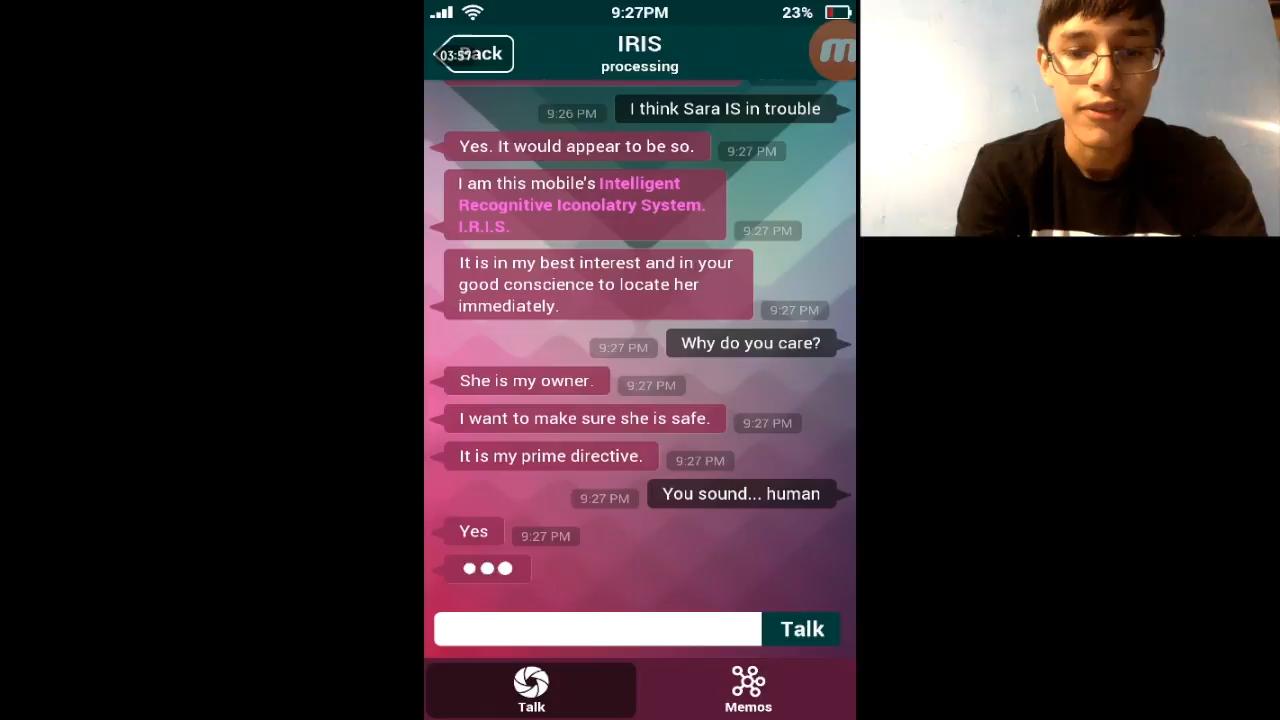 9:27PM
23%
03:57
IRIS
processing
I think Sara IS in trouble
9:26 PM
Yes. It would appear to be so.
9:27 PM
I am this mobile's Intelligent
Recognitive Iconolatry System.
I.R.I.S.
9:27 PM
It is in my best interest and in your
good conscience to locate her
immediately.
9:27 PM
Why do you care?
9:27 PM
She is my owner.
9:27 PM
I want to make sure she is safe.
9:27 PM
It is my prime directive.
9:27 PM
You sound... human
9:27 PM
Yes
9:27 PM
Talk
Talk
Memos